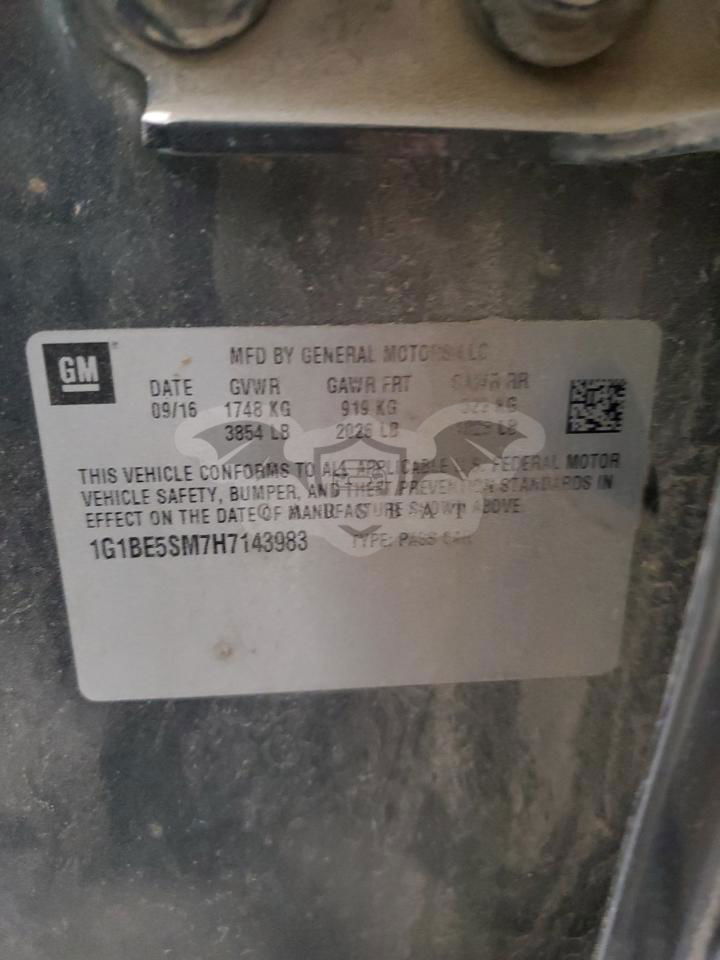 GM
MFD BY GENERAL MOTORS LLC
DATE GVWR GAWR FRT GAWR RR
09/16 1748 KG 919 KG KG
3854 LB 2026 LB LB
THIS VEHICLE CONFORMS TO ALL APPLICABLE U.S. FEDERAL MOTOR
VEHICLE SAFETY, BUMPER, AND THEFT PREVENTION STANDARDS IN
EFFECT ON THE DATE OF MANUFACTURE SHOWN ABOVE.
1G1BE5SM7H7143983 TYPE: PASS CAR